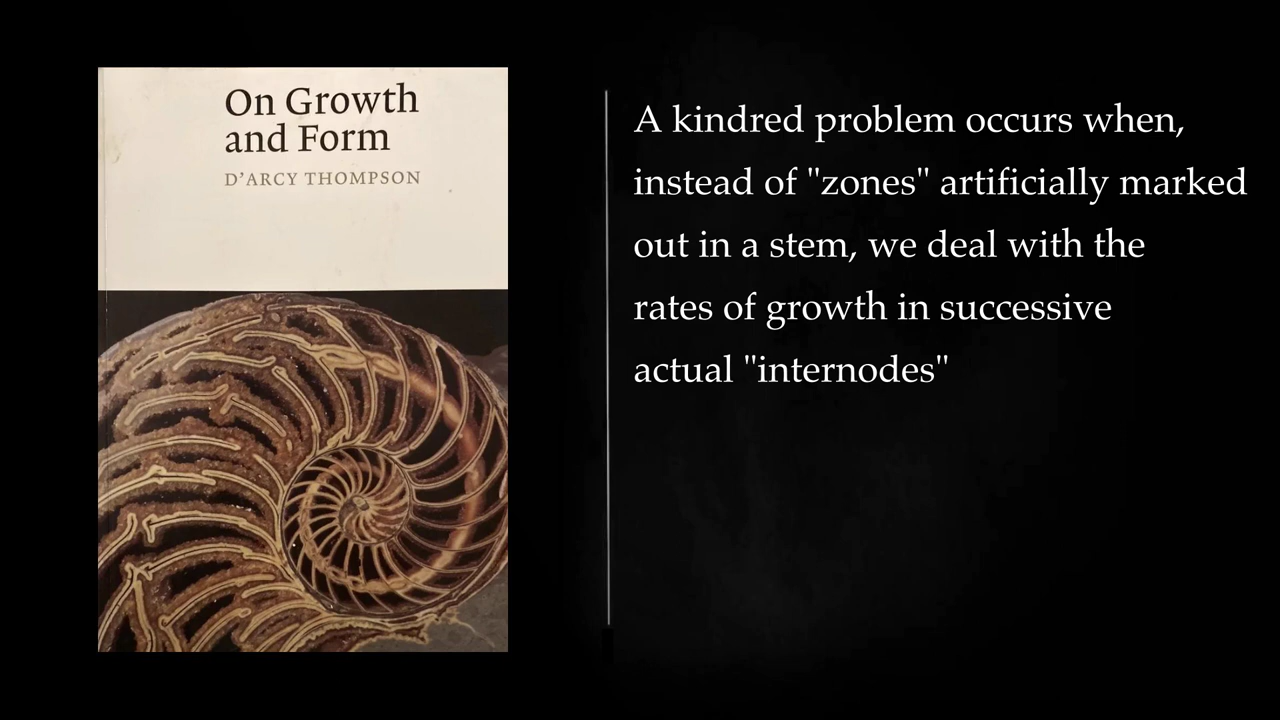 On Growth
and Form
D'ARCY THOMPSON
A kindred problem occurs when,
instead of "zones" artificially marked
out in a stem, we deal with the
rates of growth in successive
actual "internodes"